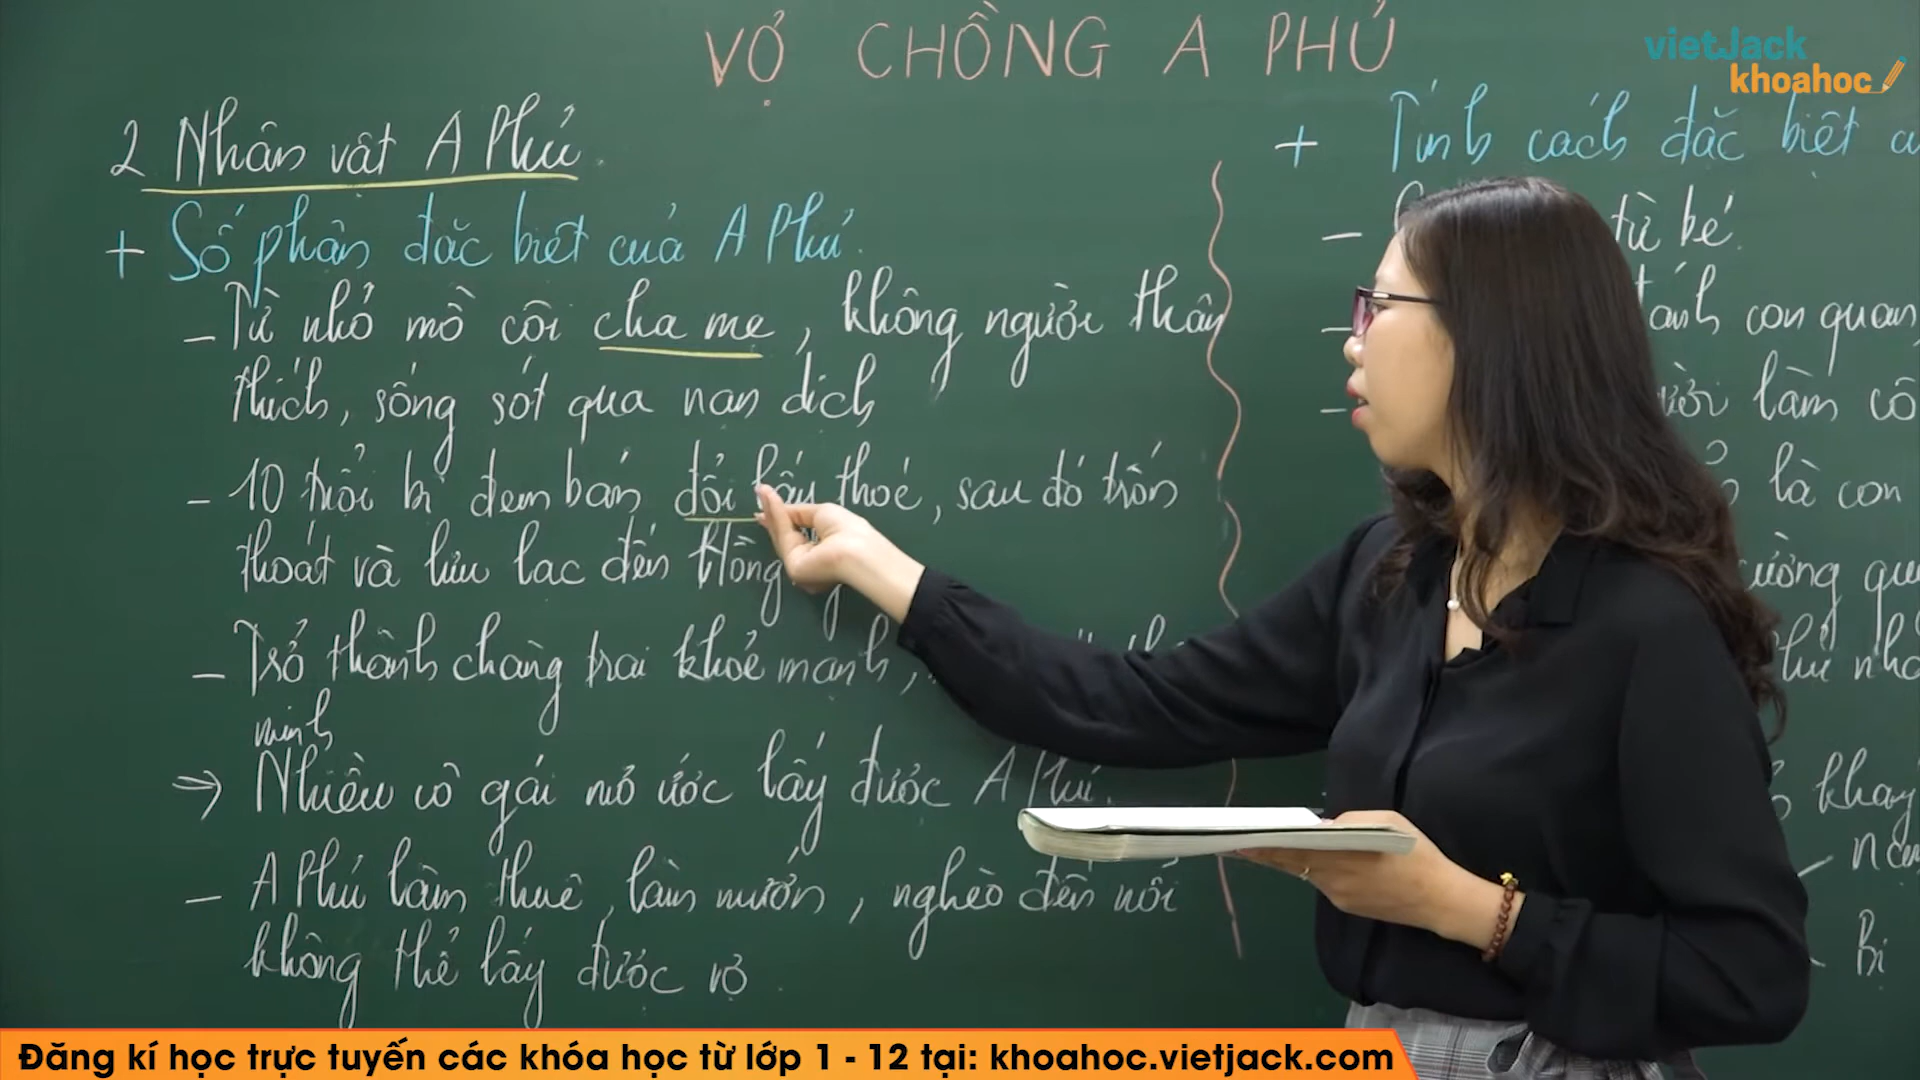 VỢ CHỒNG A PHỦ
vietJack
khoahoc
2 Nhân vật A Phủ
+ Số phận đặc biệt của A Phủ.
- Từ nhỏ mồ côi cha mẹ, không người thân
thích, sống sót qua nạn dịch
- 10 tuổi bị đem bán đổi lấy thóc, sau đó trốn
thoát và lưu lạc đến Hồng
- Trở thành chàng trai khoẻ mạnh,
minh
=> Nhiều cô gái mơ ước lấy được A Phủ.
- A Phủ làm thuê, làm mướn, nghèo đến nỗi
không thể lấy được vợ
+ Tính cách đặc biệt
- từ bé.
- con quan
- làm
là con
khay
Bị
Đăng kí học trực tuyến các khóa học từ lớp 1 - 12 tại: khoahoc.vietjack.com